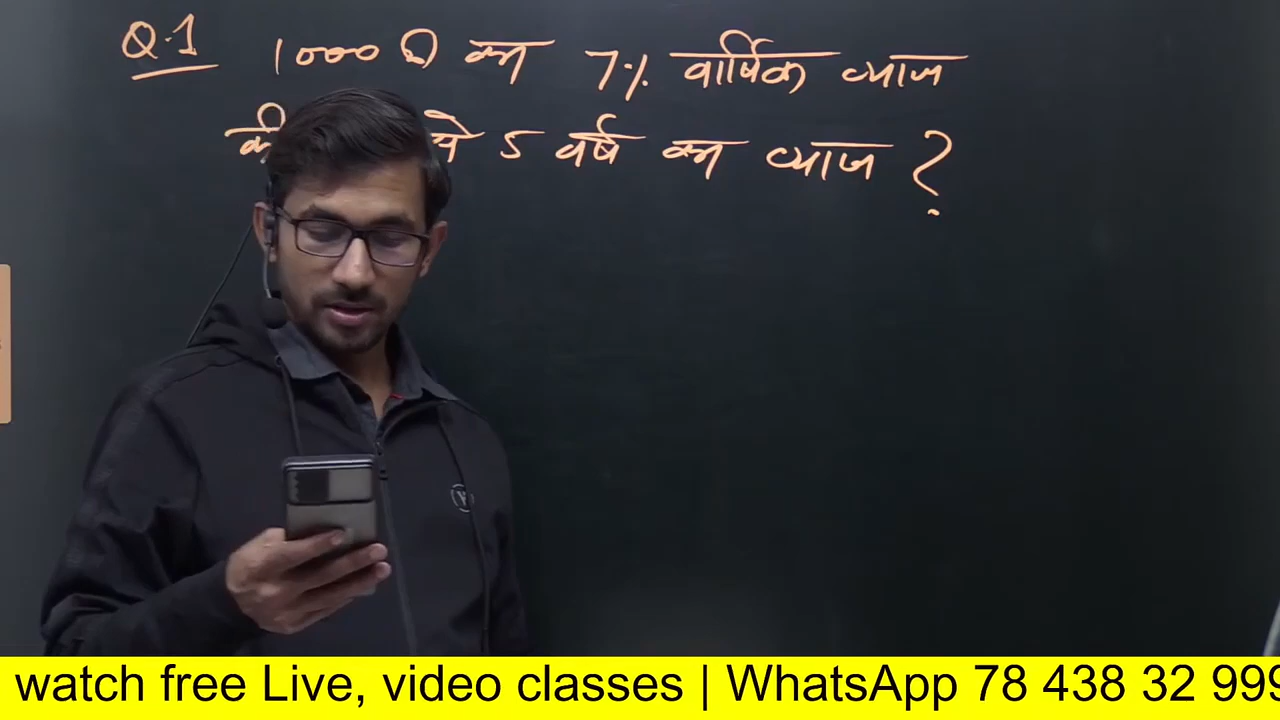 Q.1 1000 रु का 7% वार्षिक ब्याज
की से 5 वर्ष का ब्याज ?
watch free Live, video classes | WhatsApp 78 438 32 999